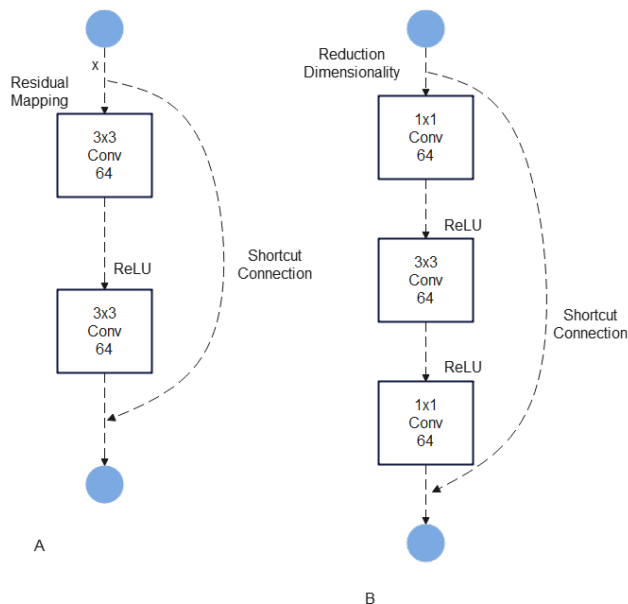 x
Residual
Mapping
3x3
Conv
64
ReLU
3x3
Conv
64
Shortcut
Connection
A
Reduction
Dimensionality
1x1
Conv
64
ReLU
3x3
Conv
64
ReLU
1x1
Conv
64
Shortcut
Connection
B